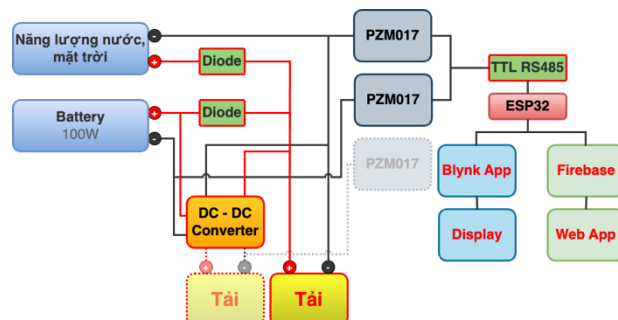 Năng lượng nước,
mặt trời
-
+
Diode
PZM017
TTL RS485
Battery
100W
+
-
Diode
PZM017
ESP32
PZM017
Blynk App
Firebase
DC - DC
Converter
Display
Web App
+
-
+
-
Tải
Tải